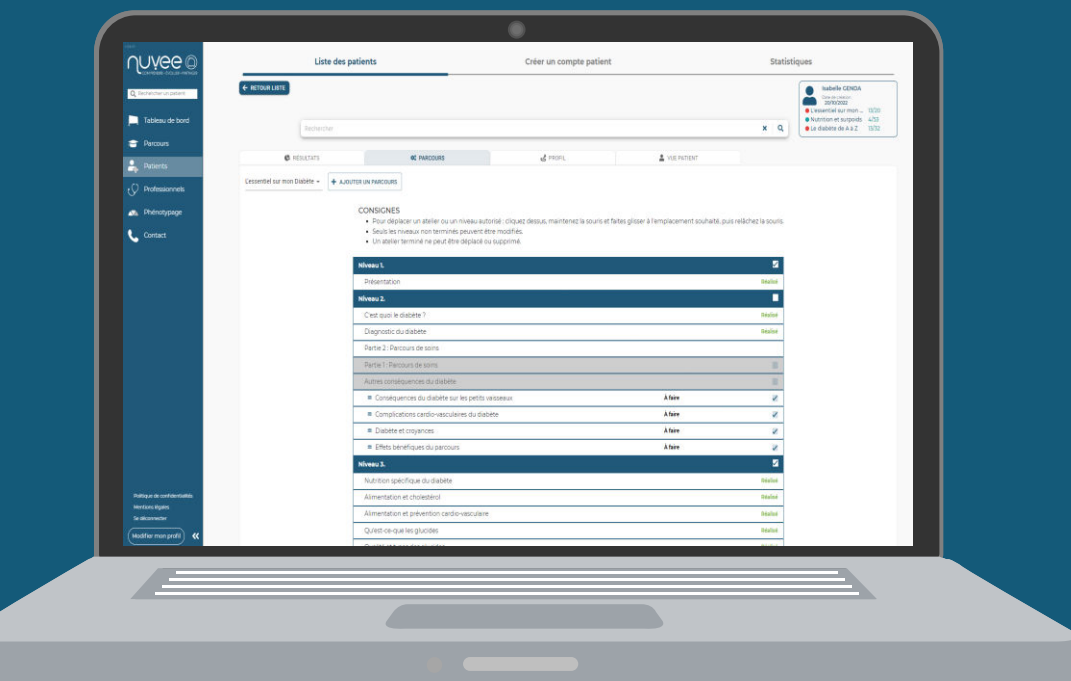 nuvee
Rechercher un patient
Tableau de bord
Parcours
Patients
Professionnels
Phénotypage
Contact
Politique de confidentialités
Mentions légales
Se déconnecter
Modifier mon profil
Liste des patients
Créer un compte patient
Statistiques
RETOUR LISTE
Isabelle GENDA
Date de création
20/10/2022
L'essentiel sur mon ... 13/20
Nutrition et surpoids
Le diabète de A à Z
Rechercher
RÉSULTATS
PARCOURS
PROFIL
VUE PATIENT
L'essentiel sur mon Diabète
AJOUTER UN PARCOURS
CONSIGNES
Pour déplacer un atelier ou un niveau autorisé : cliquez dessus, maintenez la souris et faites glisser à l'emplacement souhaité, puis relâchez la souris.
Seuls les niveaux non terminés peuvent être modifiés.
Un atelier terminé ne peut être déplacé ou supprimé.
Niveau 1.
Présentation Réalisé
Niveau 2.
C'est quoi le diabète ? Réalisé
Diagnostic du diabète Réalisé
Partie 2 : Parcours de soins
Partie 1 : Parcours de soins
Autres conséquences du diabète
Conséquences du diabète sur les petits vaisseaux À faire
Complications cardio-vasculaires du diabète À faire
Diabète et croyances À faire
Effets bénéfiques du parcours À faire
Niveau 3.
Nutrition spécifique du diabète Réalisé
Alimentation et cholestérol Réalisé
Alimentation et prévention cardio-vasculaire Réalisé
Qu'est-ce-que les glucides Réalisé